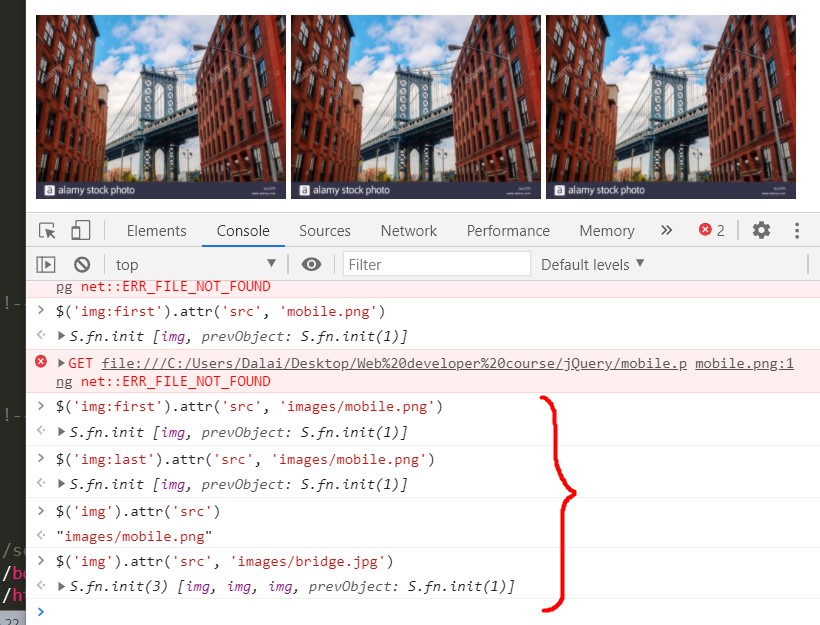 alamy stock photo
alamy stock photo
alamy stock photo
Elements Console Sources Network Performance Memory » 2
top Filter Default levels
pg net::ERR_FILE_NOT_FOUND
> $('img:first').attr('src', 'mobile.png')
S.fn.init [img, prevObject: S.fn.init(1)]
GET file:///C:/Users/Dalai/Desktop/Web%20developer%20course/jQuery/mobile.p mobile.png:1
ng net::ERR_FILE_NOT_FOUND
> $('img:first').attr('src', 'images/mobile.png')
S.fn.init [img, prevObject: S.fn.init(1)]
> $('img:last').attr('src', 'images/mobile.png')
S.fn.init [img, prevObject: S.fn.init(1)]
> $('img').attr('src')
"images/mobile.png"
> $('img').attr('src', 'images/bridge.jpg')
S.fn.init(3) [img, img, img, prevObject: S.fn.init(1)]
>
!--
!--
/s
/b
/h
22